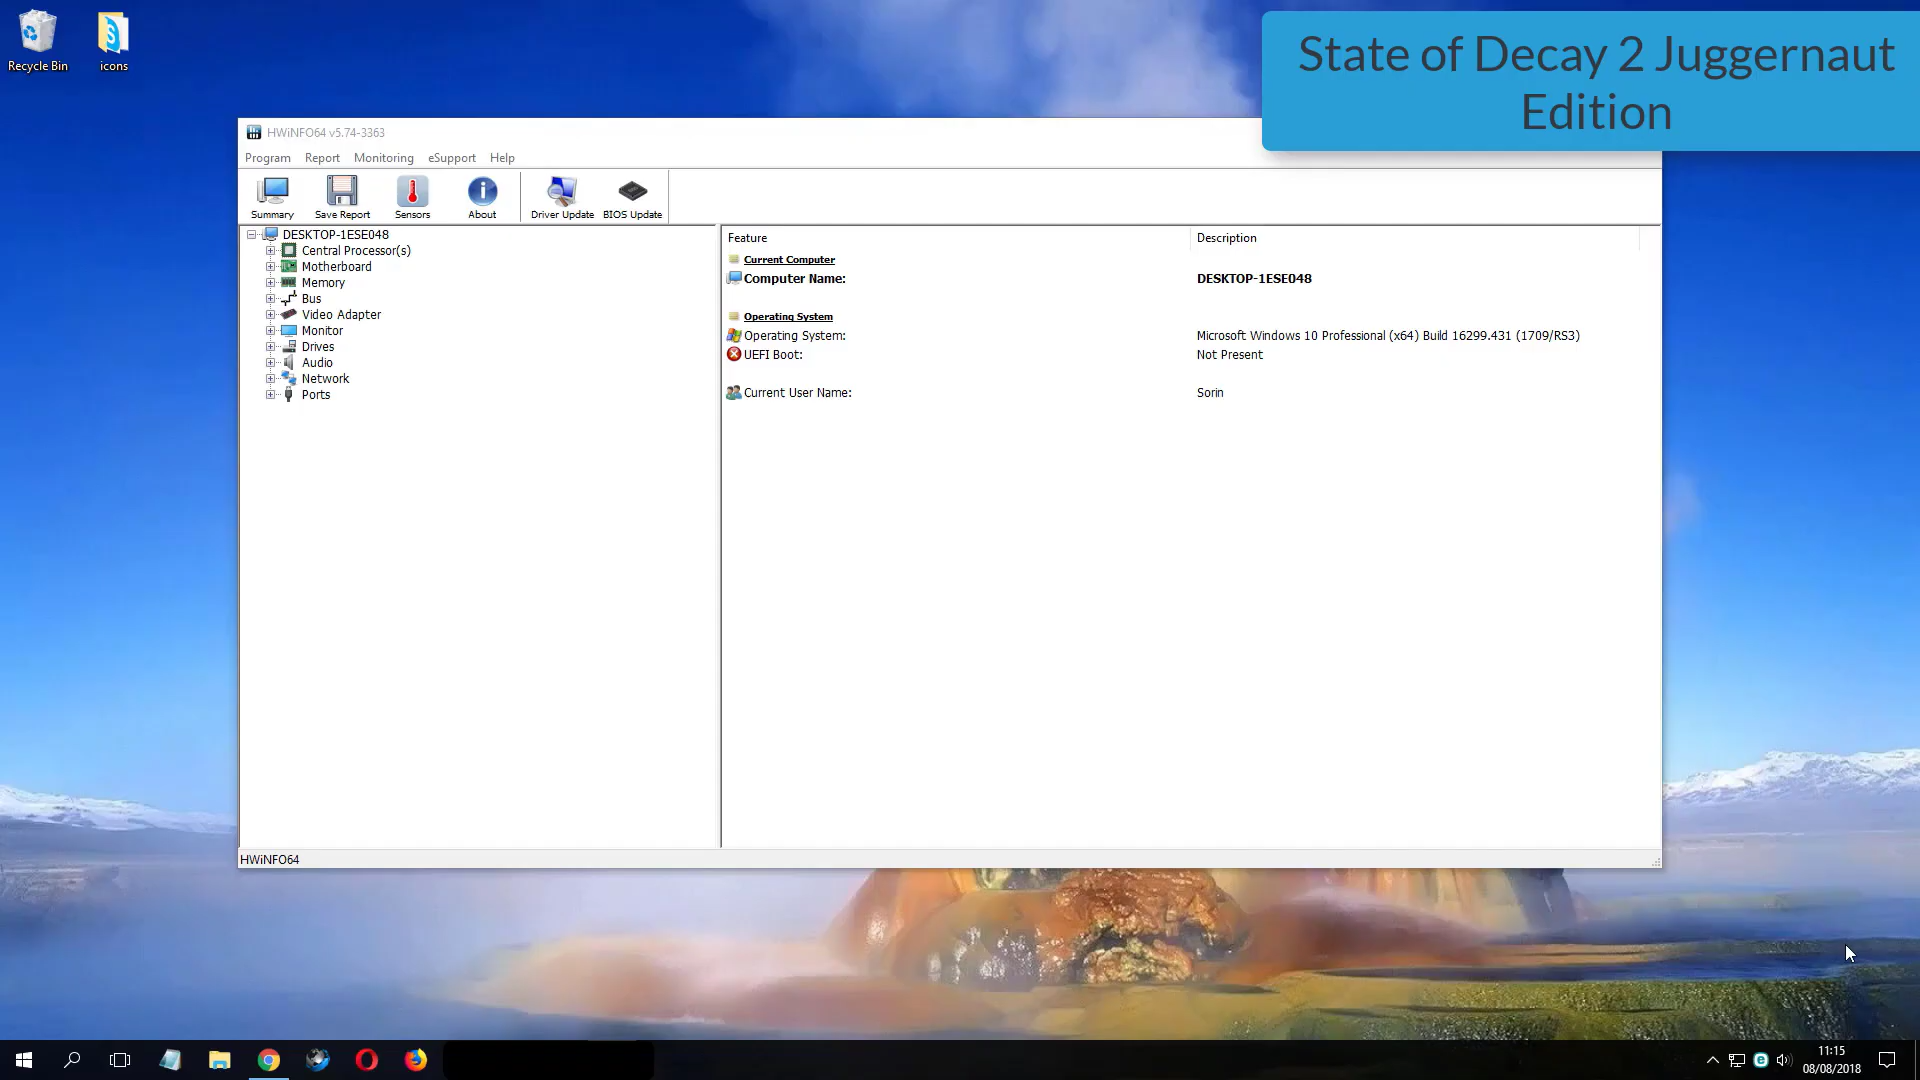 Recycle Bin
icons
State of Decay 2 Juggernaut
Edition
HWiNFO64 v5.74-3363
Program Report Monitoring eSupport Help
Summary Save Report Sensors About Driver Update BIOS Update
DESKTOP-1ESE048
Central Processor(s)
Motherboard
Memory
Bus
Video Adapter
Monitor
Drives
Audio
Network
Ports
Feature Description
Current Computer
Computer Name: DESKTOP-1ESE048
Operating System
Operating System: Microsoft Windows 10 Professional (x64) Build 16299.431 (1709/RS3)
UEFI Boot: Not Present
Current User Name: Sorin
HWiNFO64
11:15
08/08/2018